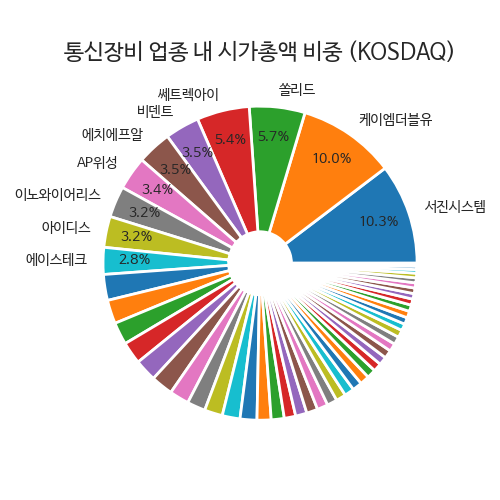 통신장비 업종 내 시가총액 비중 (KOSDAQ)
쎄트렉아이
쏠리드
비덴트
케이엠더블유
에치에프알
5.4%
5.7%
3.5%
10.0%
AP위성
3.5%
3.4%
이노와이어리스
3.2%
서진시스템
10.3%
아이디스
3.2%
에이스테크
2.8%